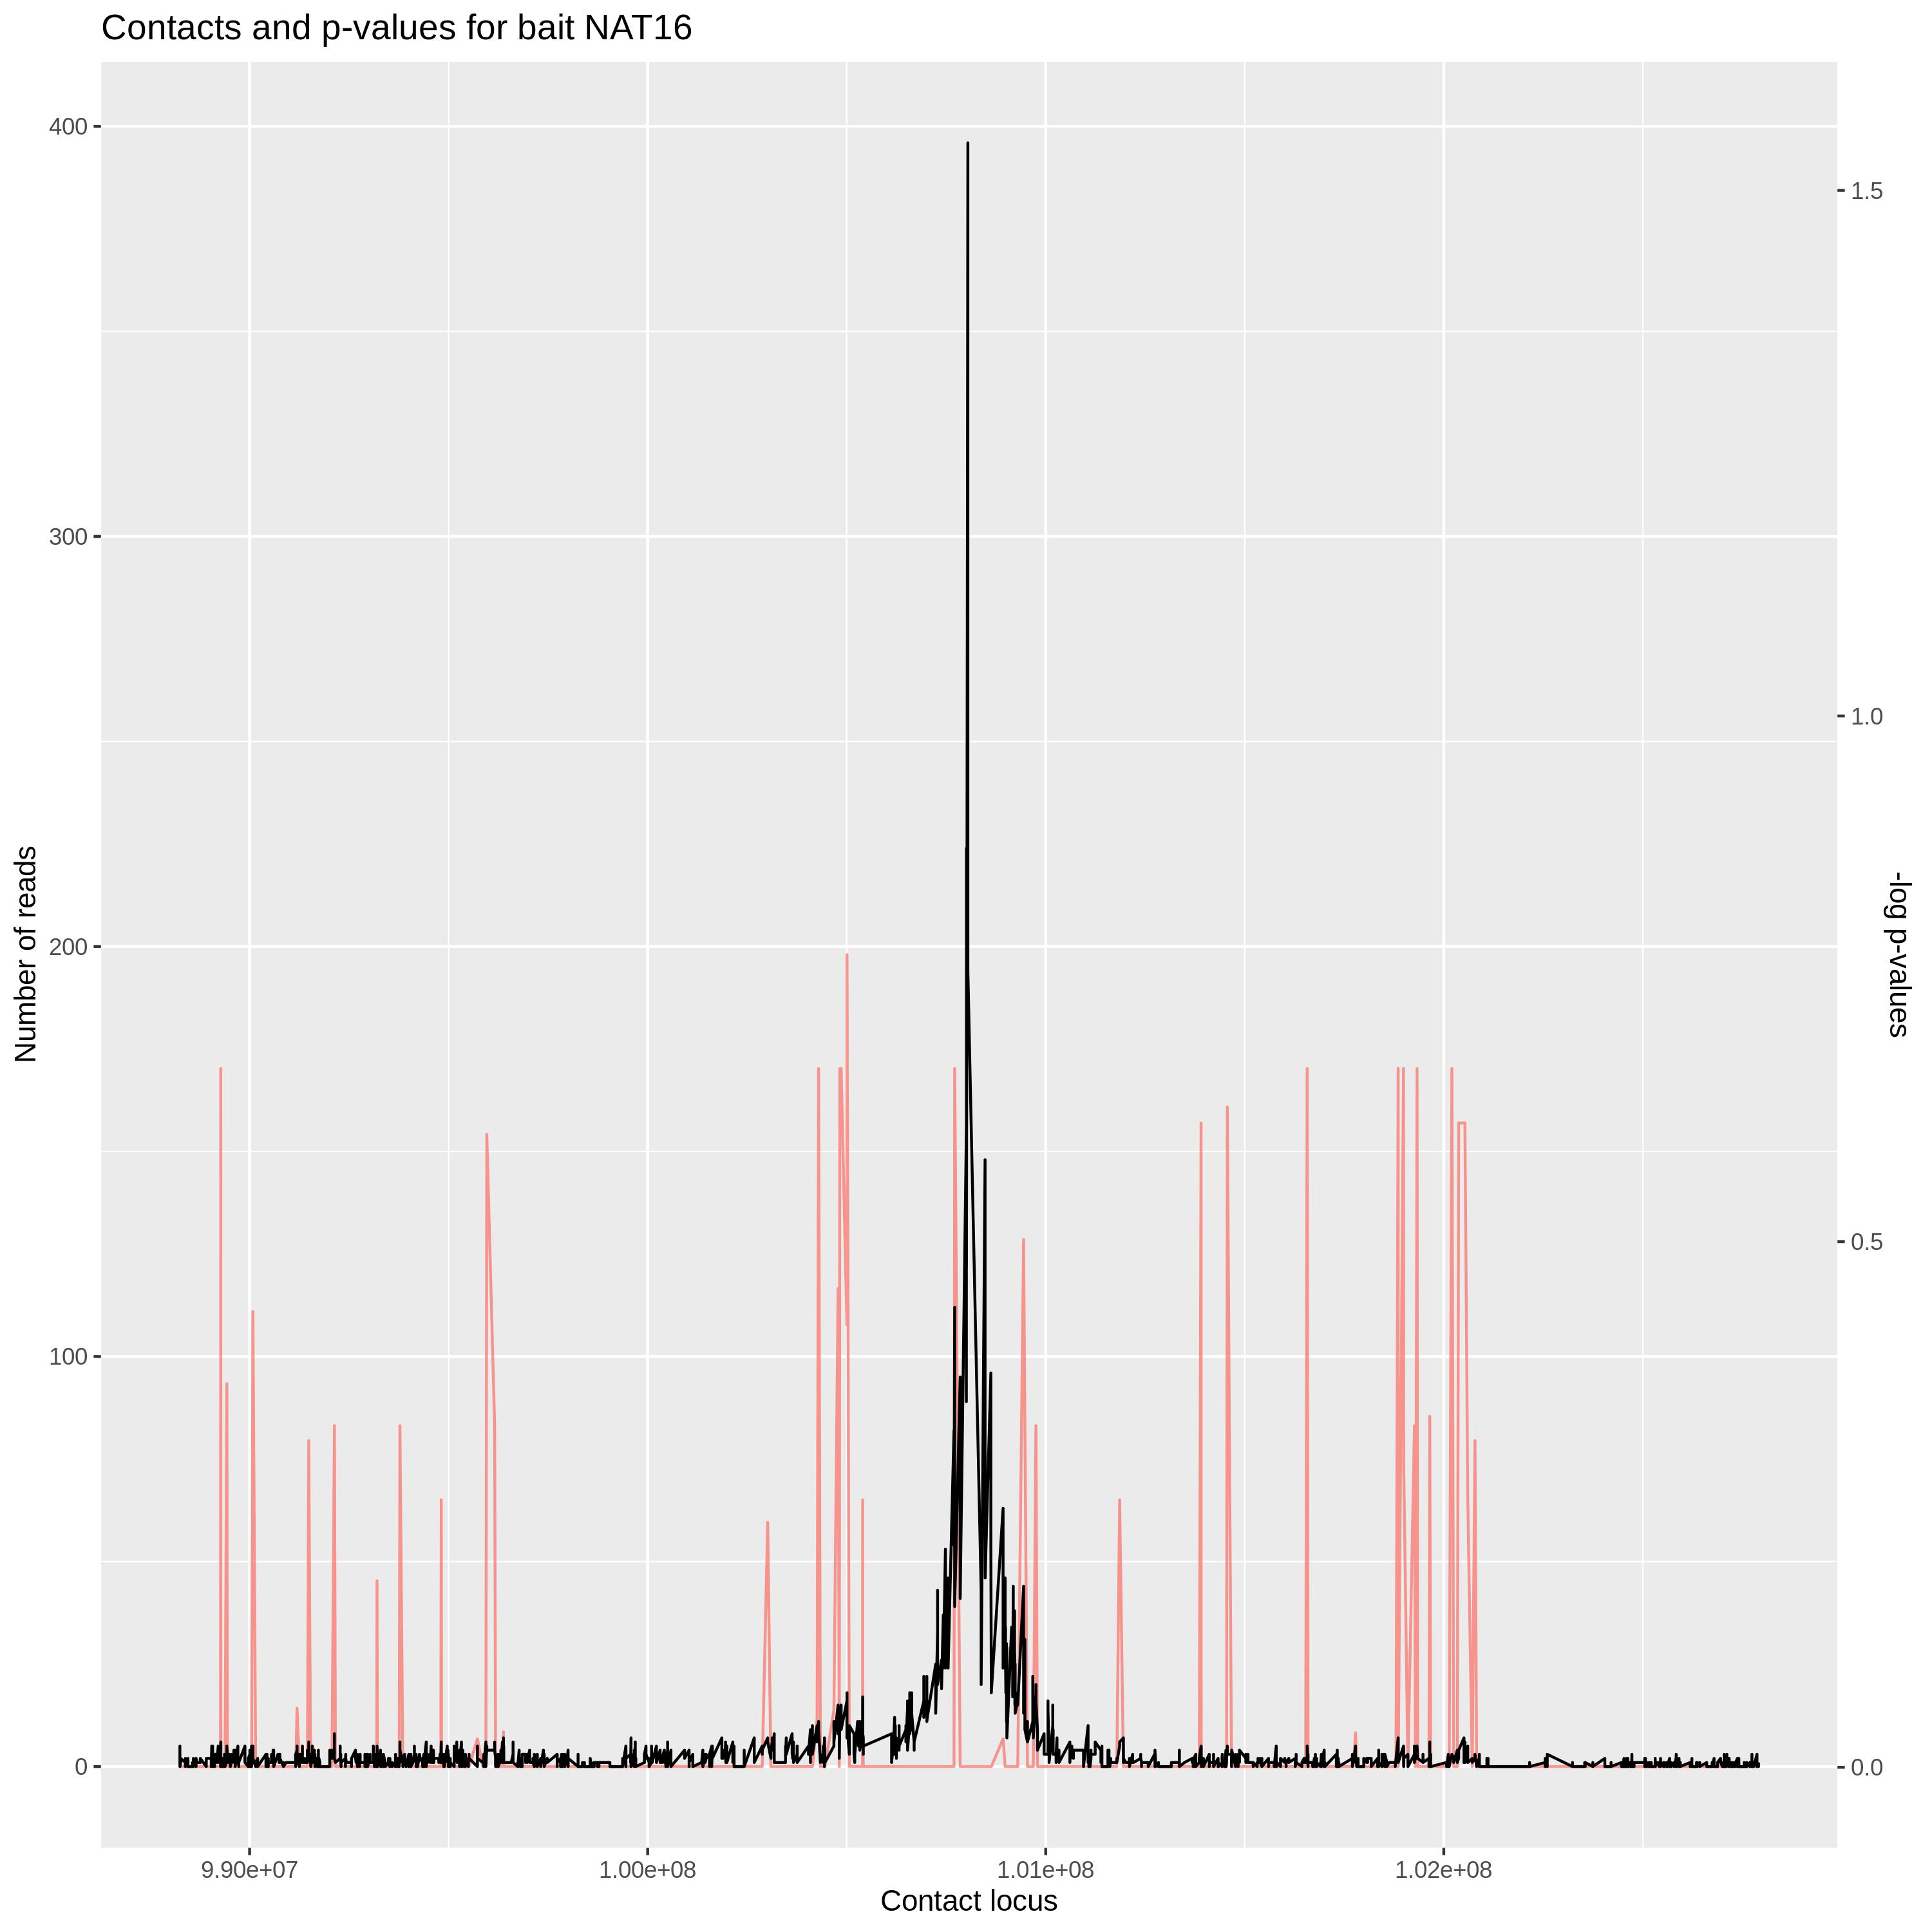 Contacts and p-values for bait NAT16
400
300
200
100
0
Number of reads
1.5
1.0
0.5
0.0
-log p-values
9.90e+07
1.00e+08
1.01e+08
1.02e+08
Contact locus